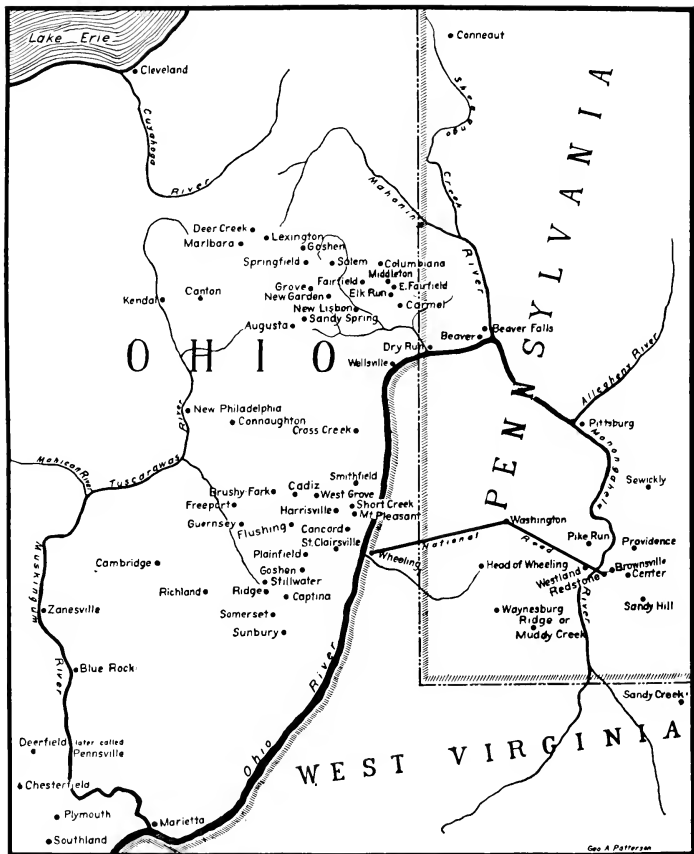 Lake Erie
Cleveland
Cuyahoga
River
Conneaut
Shenango
Creek
Mahanin
River
PENNSYLVANIA
Deer Creek
Lexington
Marlbara
Goshen
Springfield
Salem
Columbiana
Middleton
Fairfield
E. Fairfield
Grove
Elk Run
New Garden
Carmel
Kendal
Canton
New Lisbon
Sandy Spring
Augusta
Beaver Falls
Beaver
Dry Run
Wellsville
OHIO
Allegheny River
Pittsburg
Monongahela
River
New Philadelphia
Connaughton
Cross Creek
Mahican River
Tuscarawas
River
Sewickly
Smithfield
Cadiz
Brushy Fork
West Grove
Freeport
Short Creek
Harrisville
Mt Pleasant
Guernsey
Flushing
Concord
St. Clairsville
Plainfield
Wheeling
National
Road
Washington
Pike Run
Providence
Head of Wheeling
Westland
Brownsville
Redstone
Center
Cambridge
Goshen
Stillwater
Richland
Ridge
Captina
Waynesburg
Ridge or
Muddy Creek
Sandy Hill
Muskingum
River
Zanesville
Somerset
Sunbury
Blue Rock
Sandy Creek
Ohio
River
WEST VIRGINIA
Deerfield later called
Pennsville
Chesterfield
Plymouth
Marietta
Southland
Geo A Patterson